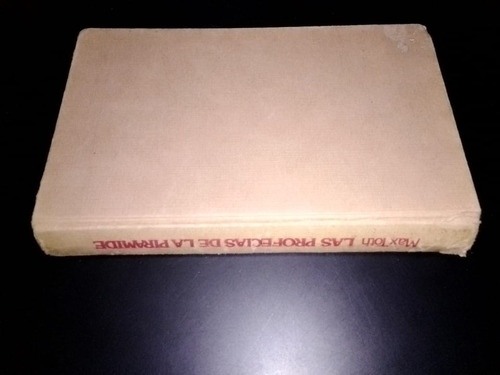 Max Toth LAS PROFECIAS DE LA PIRAMIDE